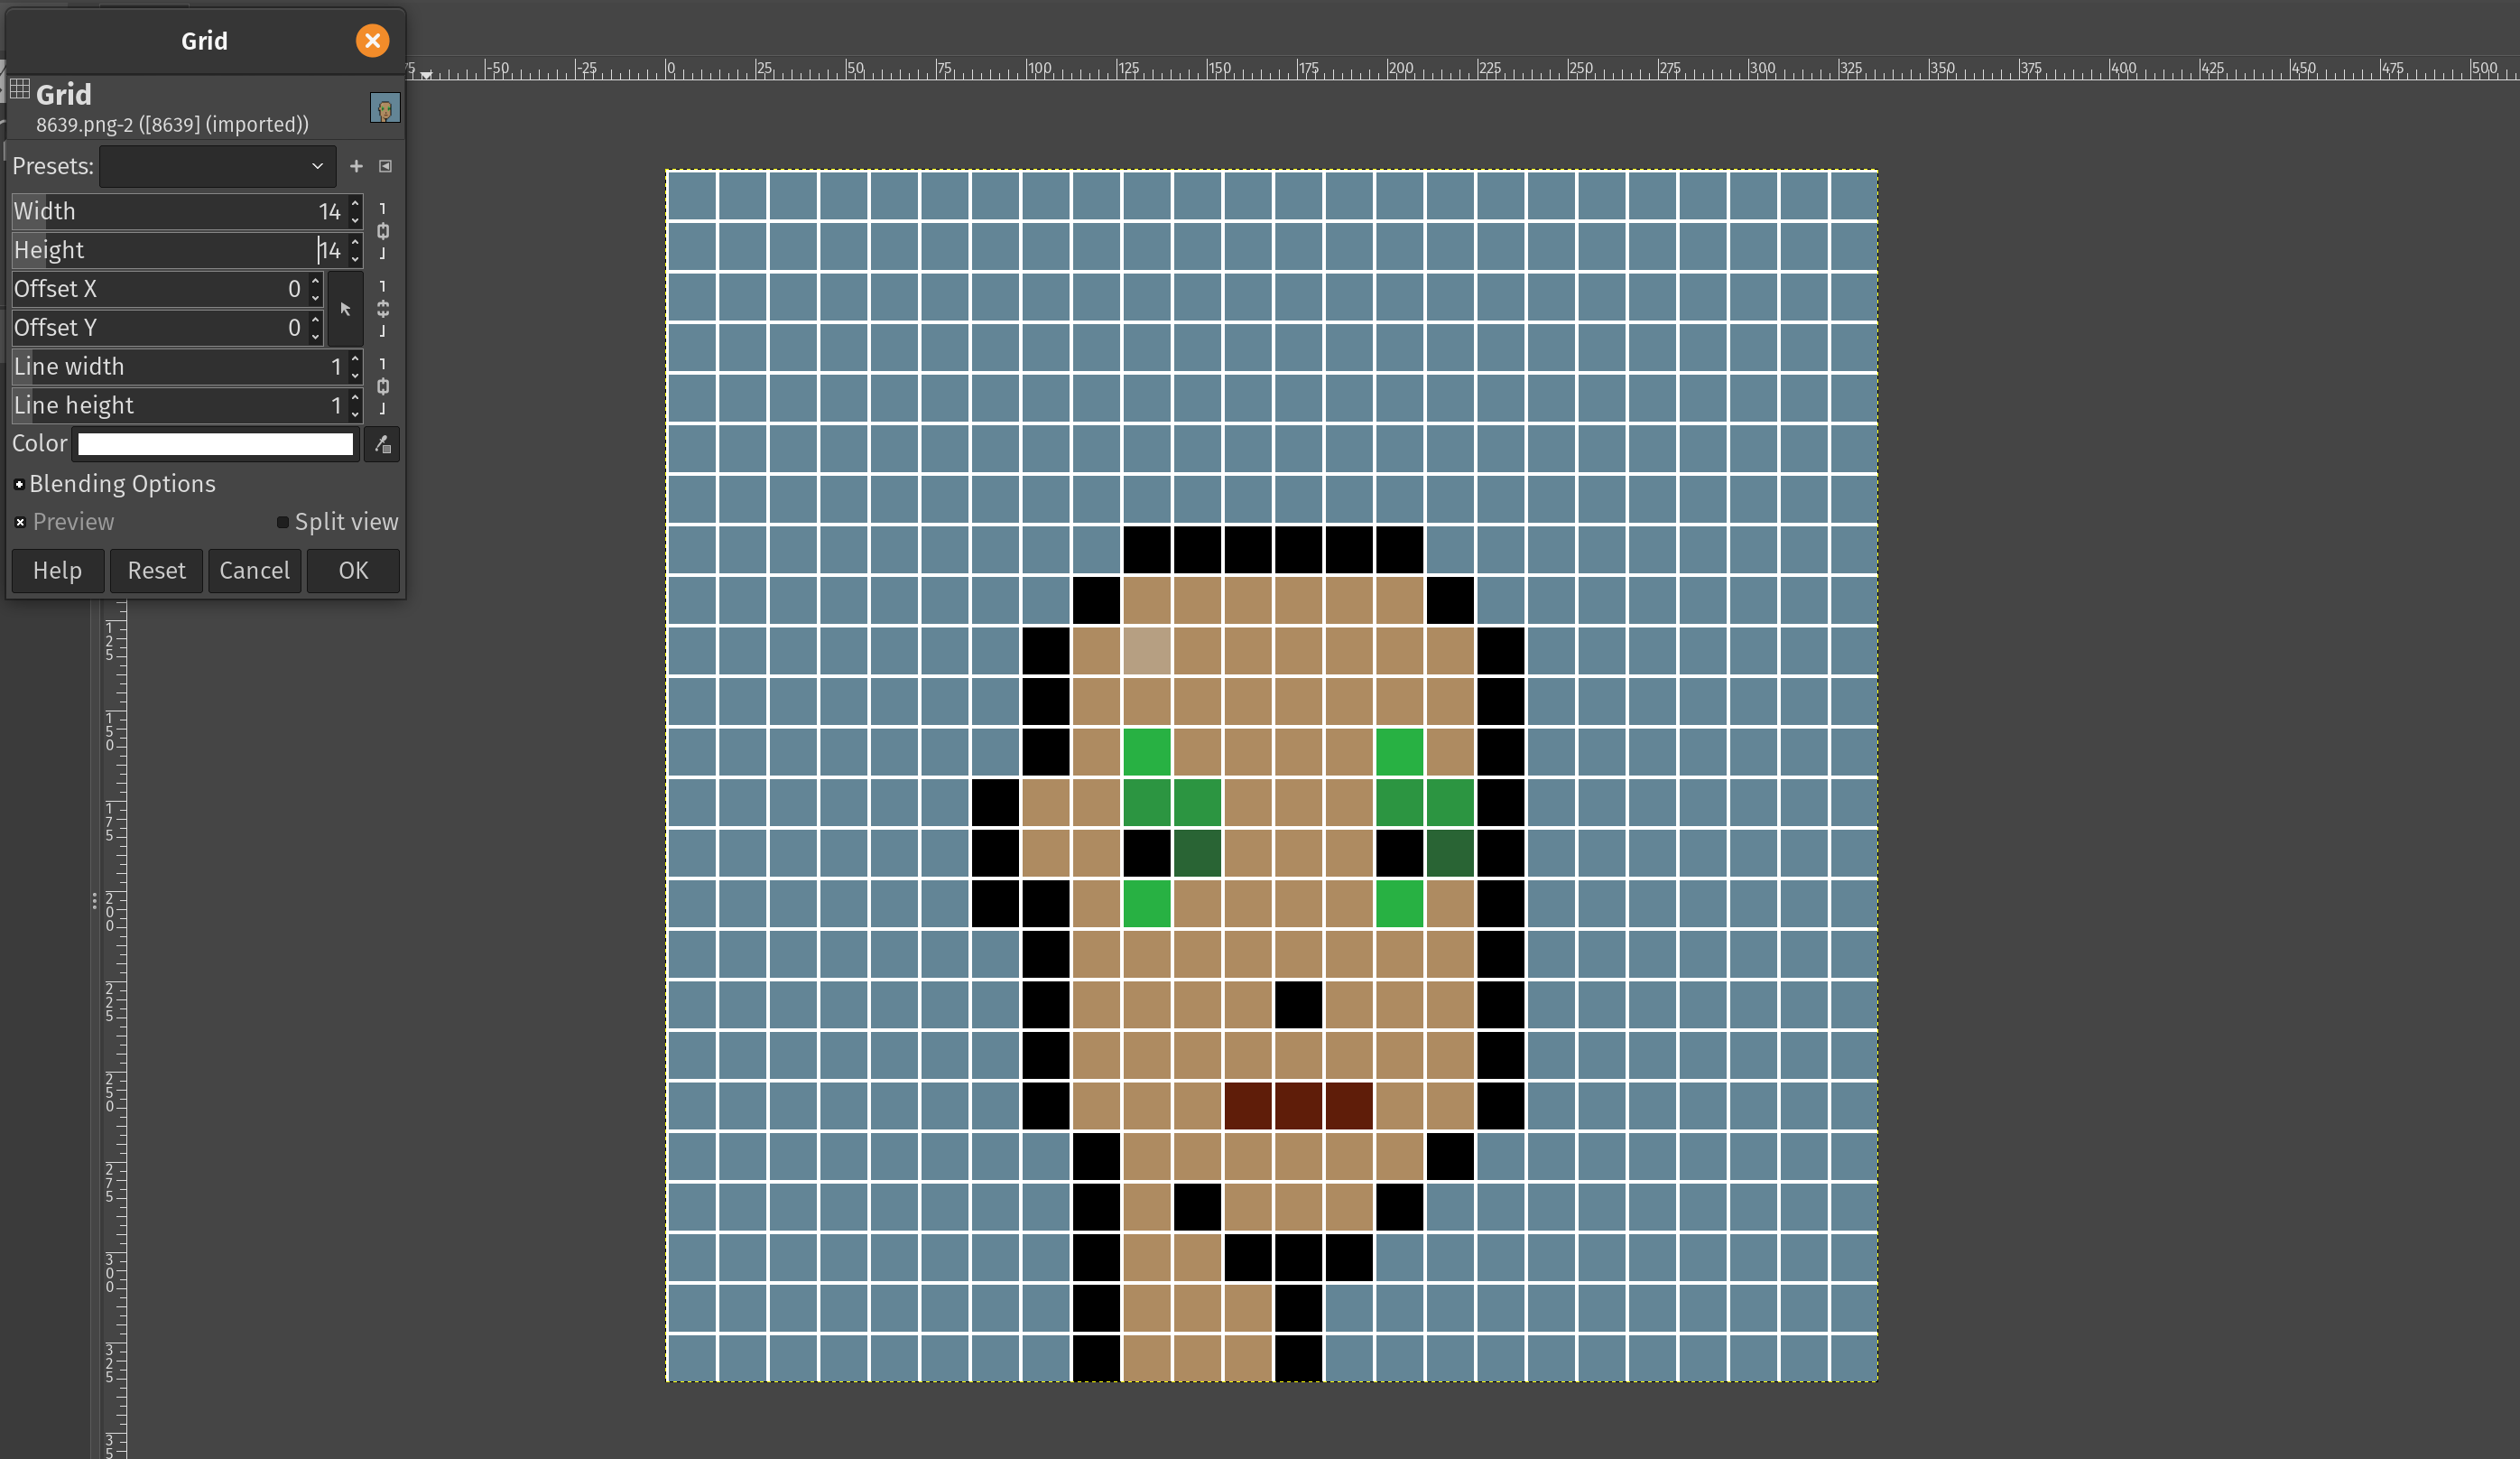 Grid
Grid
8639.png-2 ([8639] (imported))
Presets:
Width 14
Height 14
Offset X 0
Offset Y 0
Line width 1
Line height 1
Color
Blending Options
Preview Split view
Help Reset Cancel OK
75 -50 -25 0 25 50 75 100 125 150 175 200 225 250 275 300 325 350 375 400 425 450 475 500
125
150
175
200
225
250
275
300
325
35